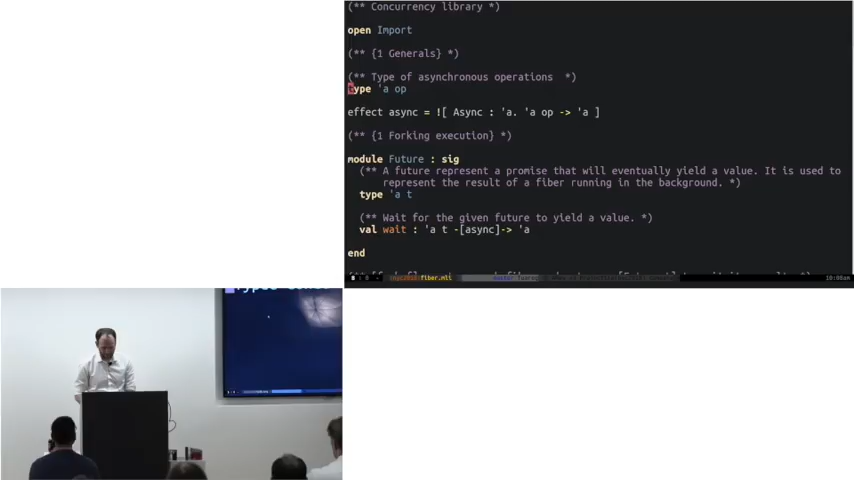 (** Concurrency library *)
open Import
(** {1 Generals} *)
(** Type of asynchronous operations  *)
type 'a op
effect async = ![ Async : 'a. 'a op -> 'a ]
(** {1 Forking execution} *)
module Future : sig
(** A future represent a promise that will eventually yield a value. It is used to
represent the result of a fiber running in the background. *)
type 'a t
(** Wait for the given future to yield a value. *)
val wait : 'a t -[async]-> 'a
end
fiber.mli
10:08am